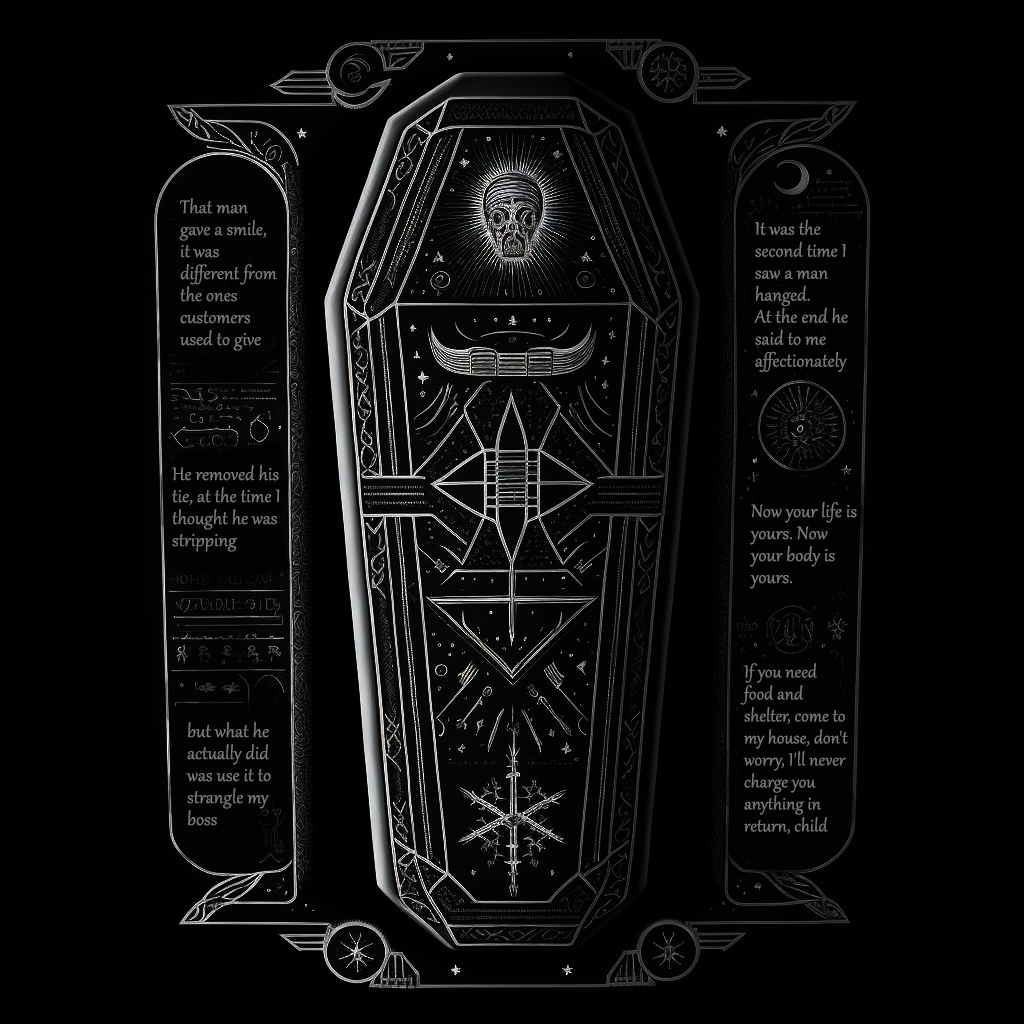 That man
gave a smile,
it was
different from
the ones
customers
used to give
He removed his
tie, at the time I
thought he was
stripping
but what he
actually did
was use it to
strangle my
boss
It was the
second time I
saw a man
hanged.
At the end he
said to me
affectionately
Now your life is
yours. Now
your body is
yours.
If you need
food and
shelter, come to
my house, don't
worry, I'll never
charge you
anything in
return, child